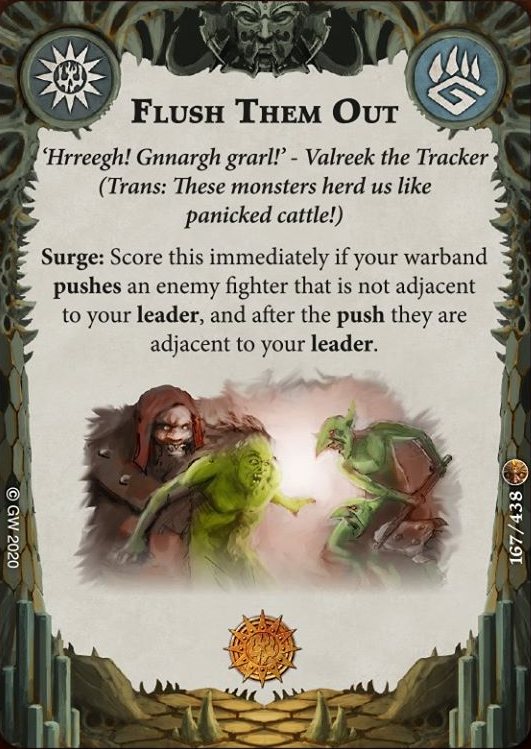 Flush Them Out
‘Hrreegh! Gnnargh grarl!’ - Valreek the Tracker
(Trans: These monsters herd us like
panicked cattle!)
Surge: Score this immediately if your warband
pushes an enemy fighter that is not adjacent
to your leader, and after the push they are
adjacent to your leader.
© GW 2020
167/438